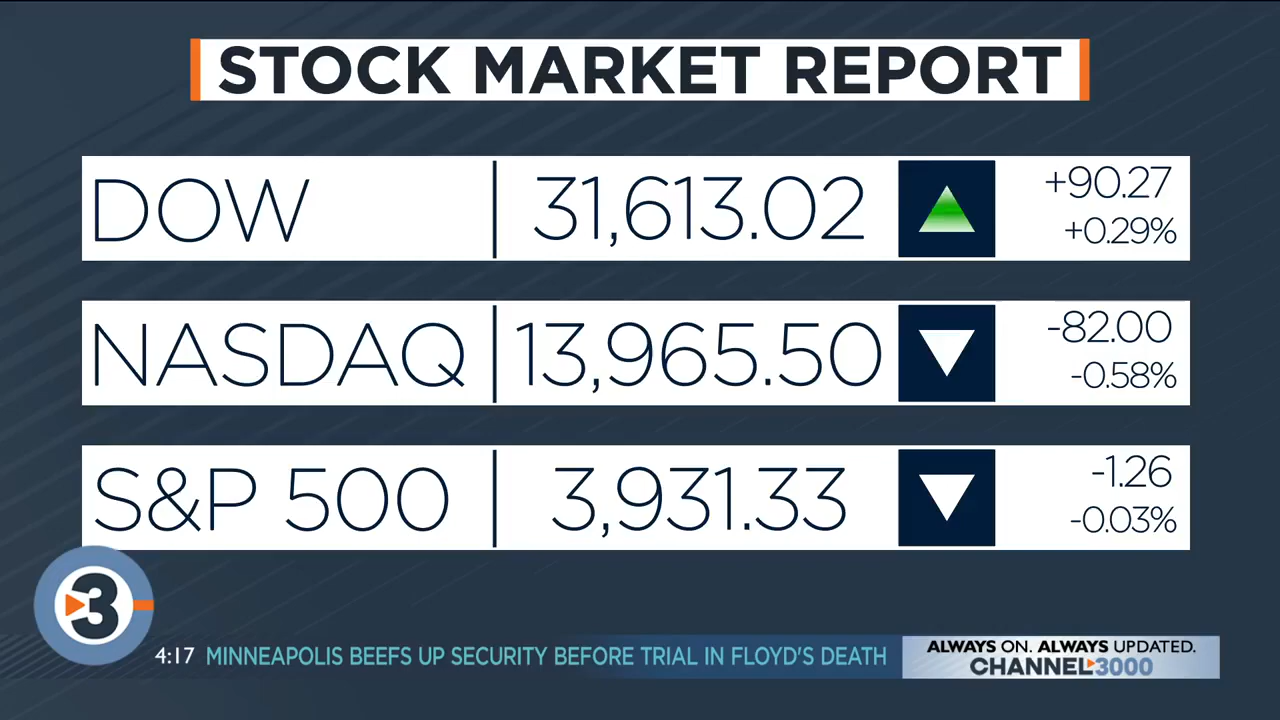 STOCK MARKET REPORT
DOW 31,613.02 +90.27
+0.29%
NASDAQ 13,965.50 -82.00
-0.58%
S&P 500 3,931.33 -1.26
-0.03%
3
4:17 MINNEAPOLIS BEEFS UP SECURITY BEFORE TRIAL IN FLOYD'S DEATH
ALWAYS ON. ALWAYS UPDATED.
CHANNEL3000